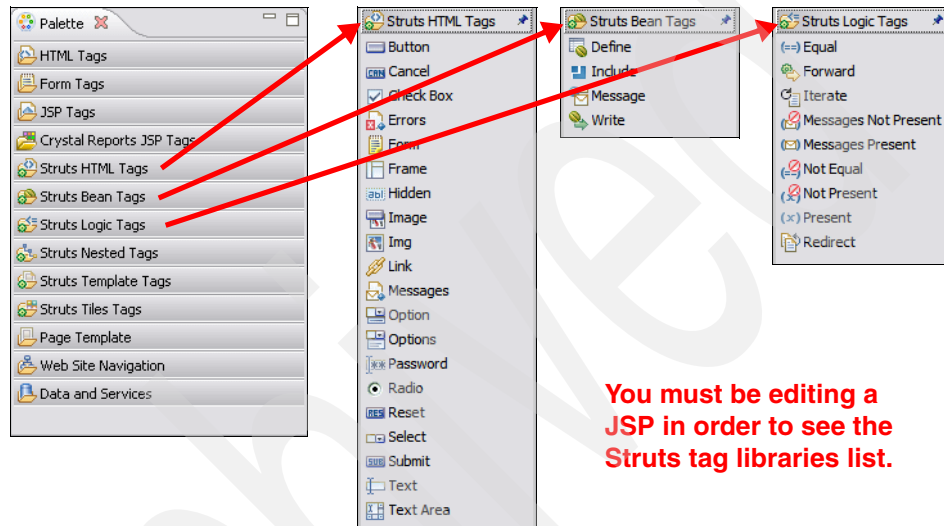 Palette
HTML Tags
Form Tags
JSP Tags
Crystal Reports JSP Tags
Struts HTML Tags
Struts Bean Tags
Struts Logic Tags
Struts Nested Tags
Struts Template Tags
Struts Tiles Tags
Page Template
Web Site Navigation
Data and Services
Struts HTML Tags
Button
Cancel
Check Box
Errors
Form
Frame
Hidden
Image
Img
Link
Messages
Option
Options
Password
Radio
Reset
Select
Submit
Text
Text Area
Struts Bean Tags
Define
Include
Message
Write
Struts Logic Tags
(==) Equal
Forward
Iterate
Messages Not Present
Messages Present
Not Equal
Not Present
(x) Present
Redirect
You must be editing a
JSP in order to see the
Struts tag libraries list.